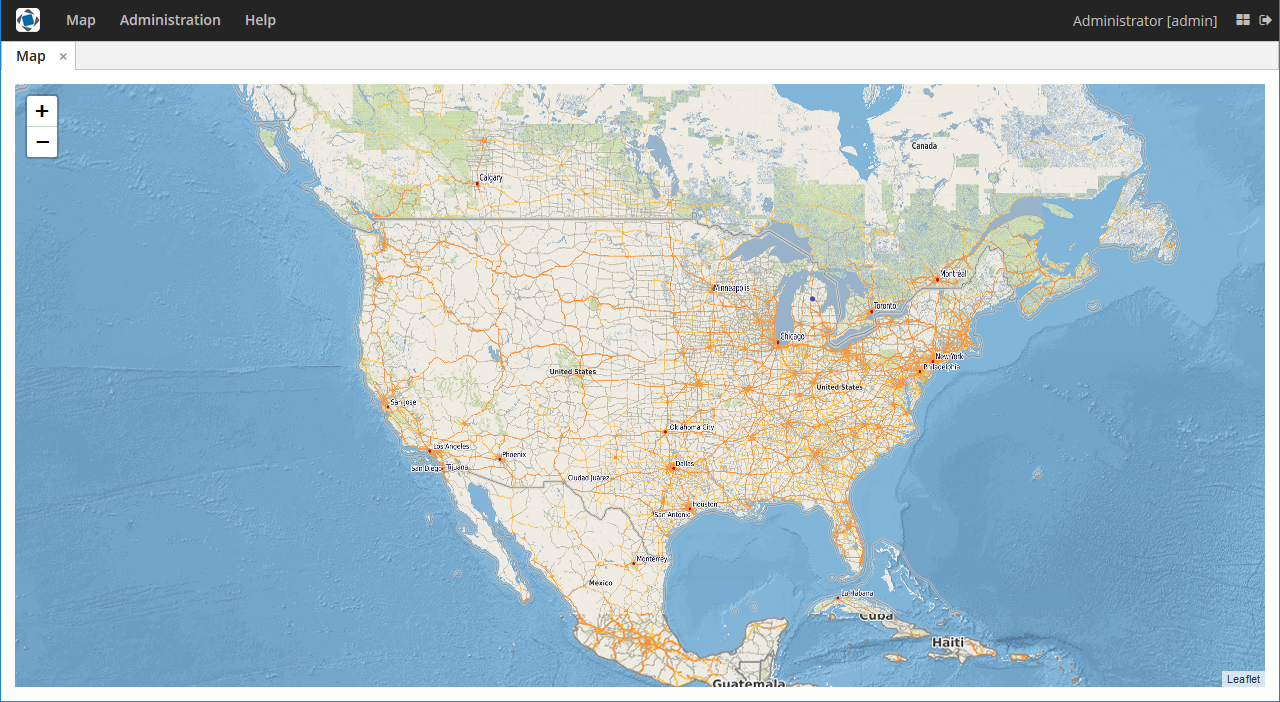 Map Administration Help Administrator [admin]
Map ×
+
−
Canada
Calgary
Montréal
Minneapolis
Toronto
Chicago
New York
Philadelphia
United States
United States
San Jose
Oklahoma City
Los Angeles
Phoenix
San Diego Tijuana
Dallas
Ciudad Juárez
Houston
San Antonio
Monterrey
México
La Habana
Cuba
Haiti
Guatemala
Leaflet